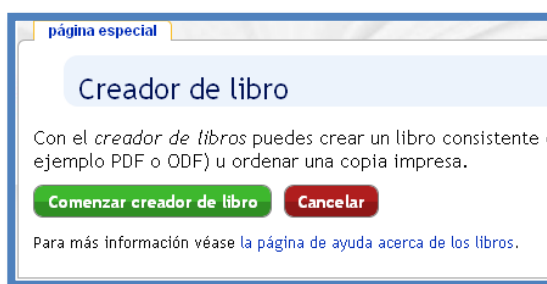 página especial
Creador de libro
Con el creador de libros puedes crear un libro consistente
ejemplo PDF o ODF) u ordenar una copia impresa.
Comenzar creador de libro Cancelar
Para más información véase la página de ayuda acerca de los libros.